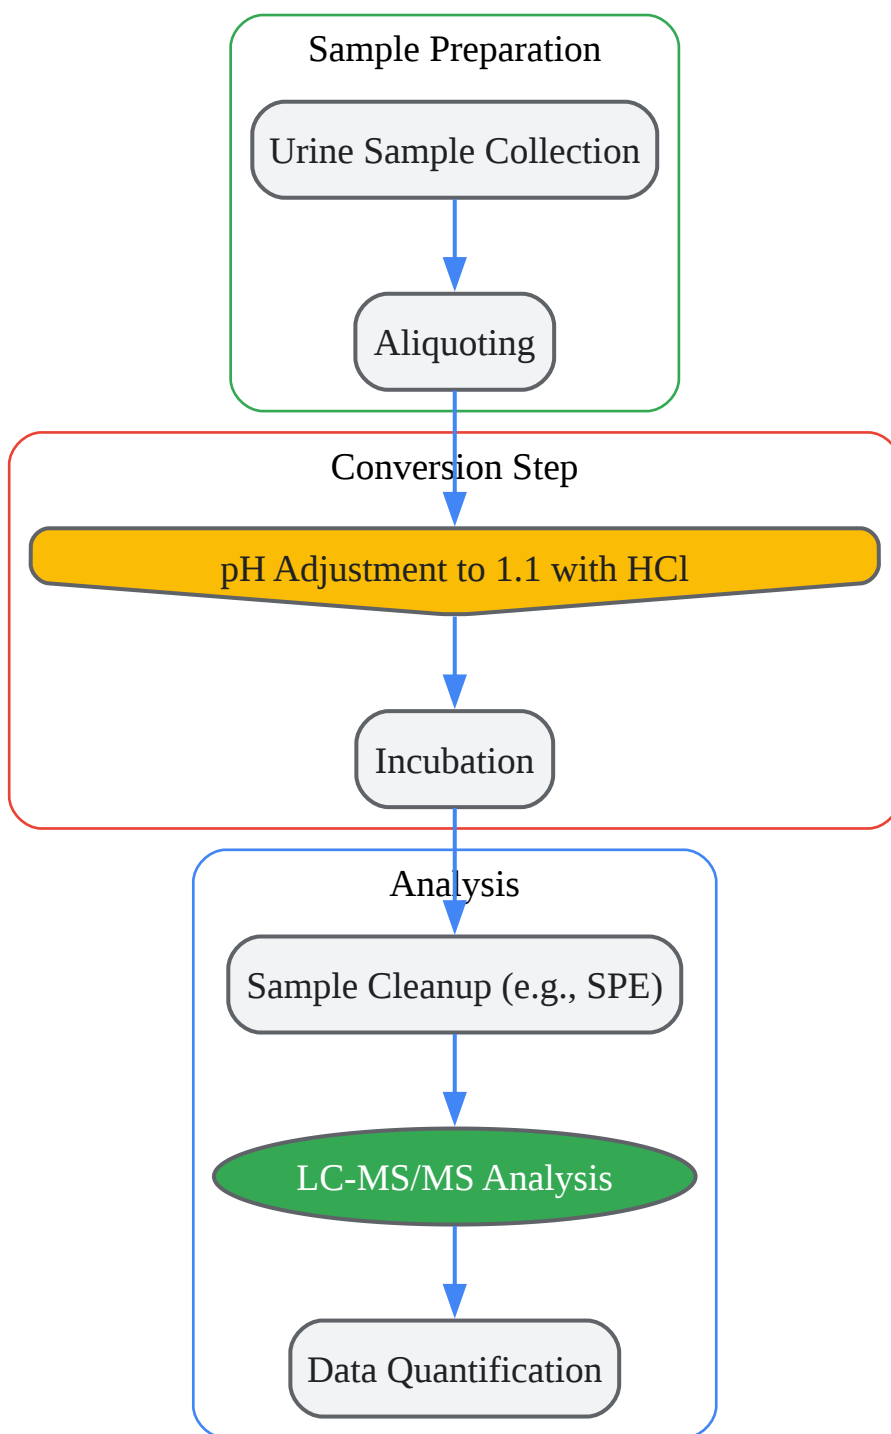 Sample Preparation
Urine Sample Collection
Aliquoting
Conversion Step
pH Adjustment to 1.1 with HCl
Incubation
Analysis
Sample Cleanup (e.g., SPE)
LC-MS/MS Analysis
Data Quantification